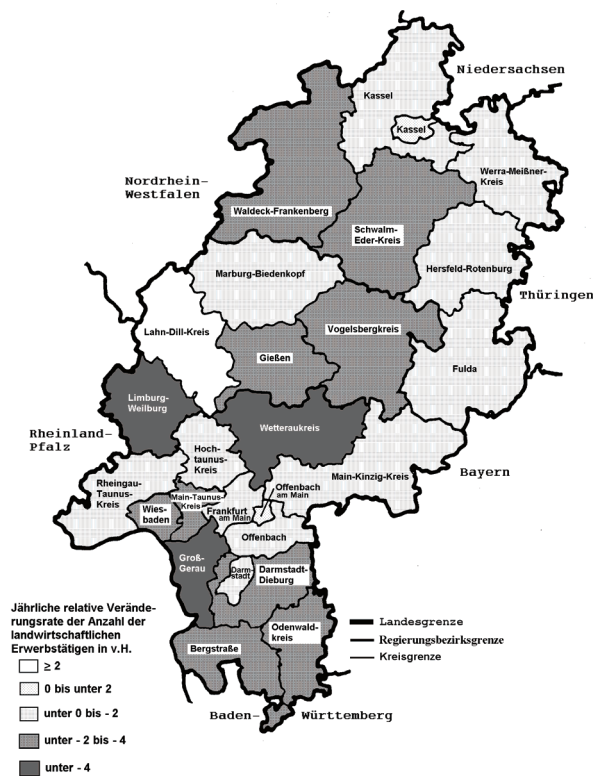 Niedersachsen
Kassel
Kassel
Werra-Meißner-
Kreis
Nordrhein-
Westfalen
Waldeck-Frankenberg
Schwalm-
Eder-Kreis
Hersfeld-Rotenburg
Marburg-Biedenkopf
Thüringen
Lahn-Dill-Kreis
Vogelsbergkreis
Gießen
Fulda
Limburg-
Weilburg
Wetteraukreis
Rheinland-
Pfalz
Hoch-
taunus-
Kreis
Main-Kinzig-Kreis
Bayern
Rheingau-
Taunus-
Kreis
Offenbach
am Main
Main-Taunus-
Kreis
Wies-
baden
Frankfurt
am Main
Offenbach
Groß-
Gerau
Darm-
stadt
Darmstadt-
Dieburg
Odenwald-
kreis
Bergstraße
Baden-
Württemberg
Jährliche relative Verände-
rungsrate der Anzahl der
landwirtschaftlichen
Erwerbstätigen in v.H.
≥ 2
0 bis unter 2
unter 0 bis - 2
unter - 2 bis - 4
unter - 4
Landesgrenze
Regierungsbezirksgrenze
Kreisgrenze